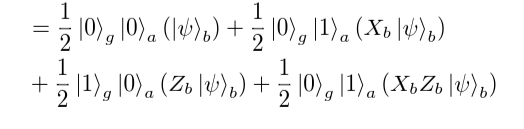 = 1/2 |0⟩_g |0⟩_a (|ψ⟩_b) + 1/2 |0⟩_g |1⟩_a (X_b |ψ⟩_b)
+ 1/2 |1⟩_g |0⟩_a (Z_b |ψ⟩_b) + 1/2 |0⟩_g |1⟩_a (X_b Z_b |ψ⟩_b)